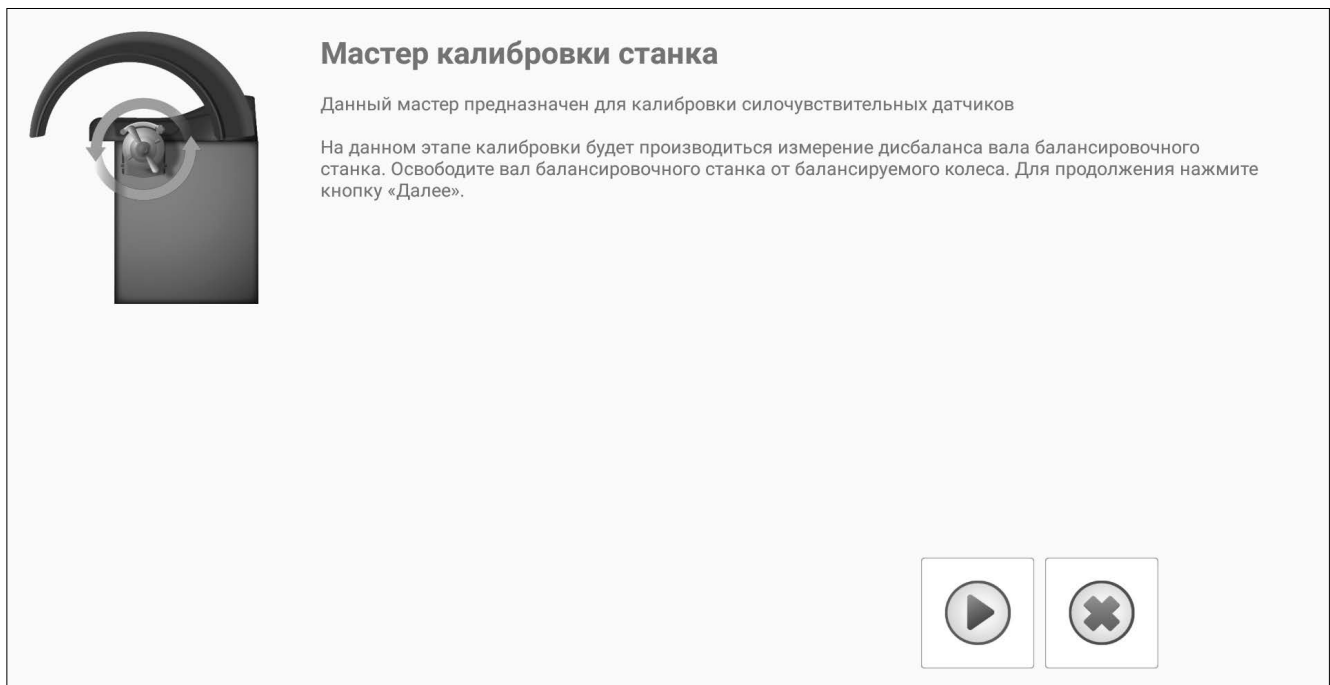 Мастер калибровки станка
Данный мастер предназначен для калибровки силочувствительных датчиков
На данном этапе калибровки будет производиться измерение дисбаланса вала балансировочного
станка. Освободите вал балансировочного станка от балансируемого колеса. Для продолжения нажмите
кнопку «Далее».